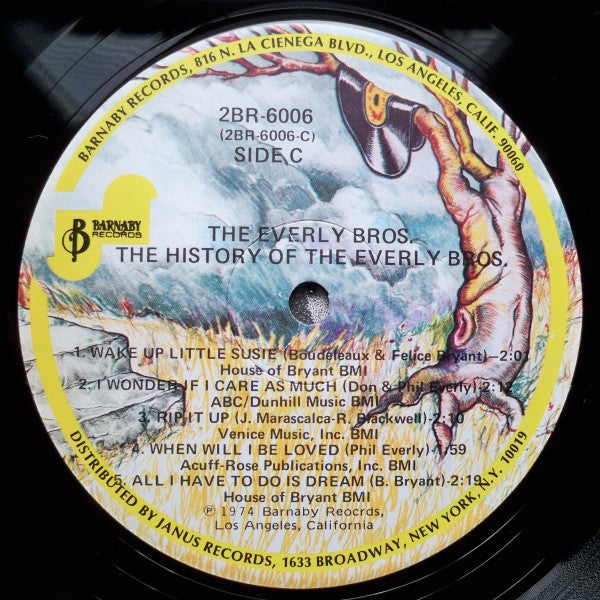 BARNABY RECORDS, 816 N. LA CIENEGA BLVD., LOS ANGELES, CALIF. 90060
2BR-6006
(2BR-6006-C)
SIDE C
B BARNABY
RECORDS
THE EVERLY BROS.
THE HISTORY OF THE EVERLY BROS.
1. WAKE UP LITTLE SUSIE (Boudeleaux & Felice Bryant)-2:01
House of Bryant BMI
2. I WONDER IF I CARE AS MUCH (Don & Phil Everly)-2:12
ABC/Dunhill Music BMI
3. RIP IT UP (J. Marascalca-R. Blackwell)-2:10
Venice Music, Inc. BMI
4. WHEN WILL I BE LOVED (Phil Everly)-1:59
Acuff-Rose Publications, Inc. BMI
5. ALL I HAVE TO DO IS DREAM (B. Bryant)-2:19
House of Bryant BMI
℗ 1974 Barnaby Reocrds,
Los Angeles, California
DISTRIBUTED BY JANUS RECORDS, 1633 BROADWAY, NEW YORK, N.Y. 10019